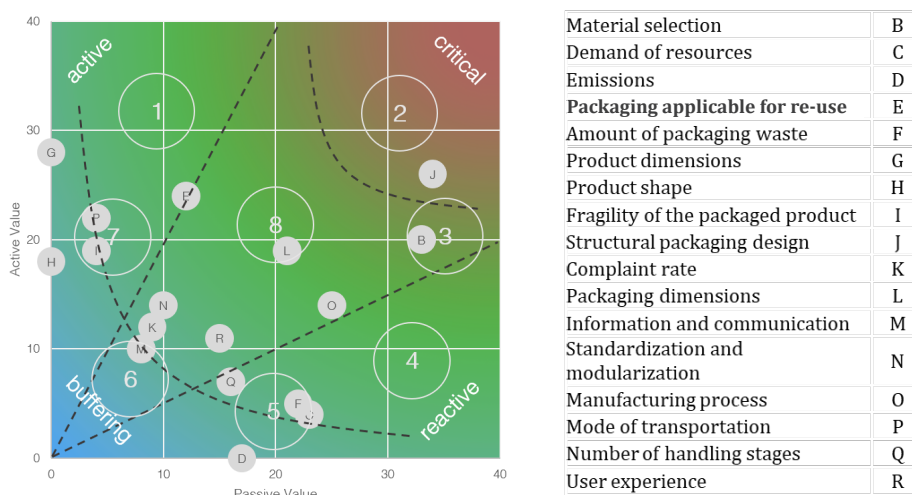 40
active
critical
1
2
30
G
J
E
P
7
I
8
L
B
3
20
H
Active Value
N
O
K
R
M
10
6
Q
4
5
F
buffering
reactive
D
0
0
10
20
30
40
Passive Value
Material selection B
Demand of resources C
Emissions D
Packaging applicable for re-use E
Amount of packaging waste F
Product dimensions G
Product shape H
Fragility of the packaged product I
Structural packaging design J
Complaint rate K
Packaging dimensions L
Information and communication M
Standardization and
modularization N
Manufacturing process O
Mode of transportation P
Number of handling stages Q
User experience R